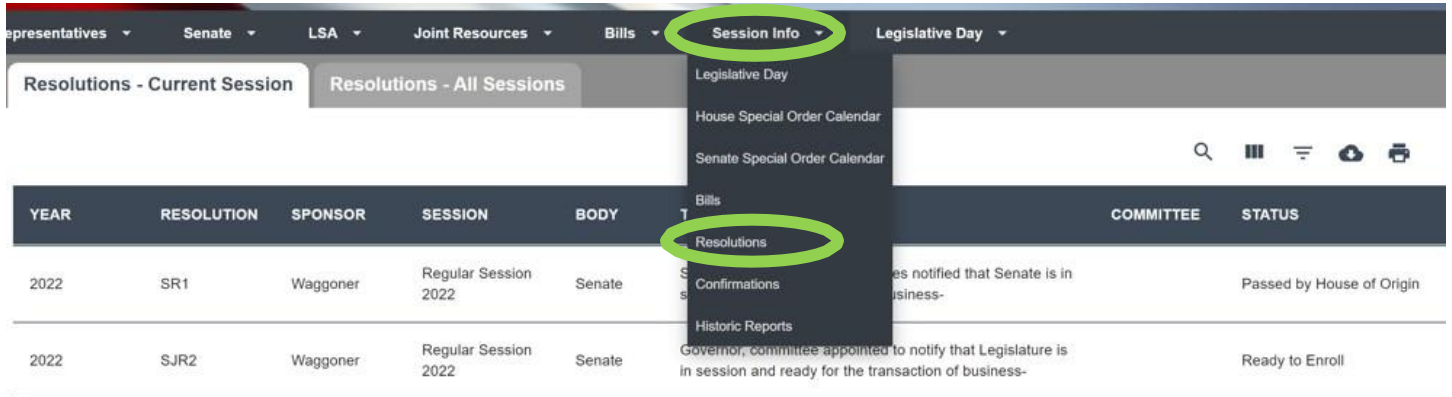 epresentatives Senate LSA Joint Resources Bills Session Info Legislative Day
Resolutions - Current Session Resolutions - All Sessions
Legislative Day
House Special Order Calendar
Senate Special Order Calendar
Bills
Resolutions
Confirmations
Historic Reports
YEAR RESOLUTION SPONSOR SESSION BODY T COMMITTEE STATUS
2022 SR1 Waggoner Regular Session 2022 Senate S es notified that Senate is in
s usiness- Passed by House of Origin
2022 SJR2 Waggoner Regular Session 2022 Senate Governor, committee appointed to notify that Legislature is
in session and ready for the transaction of business- Ready to Enroll